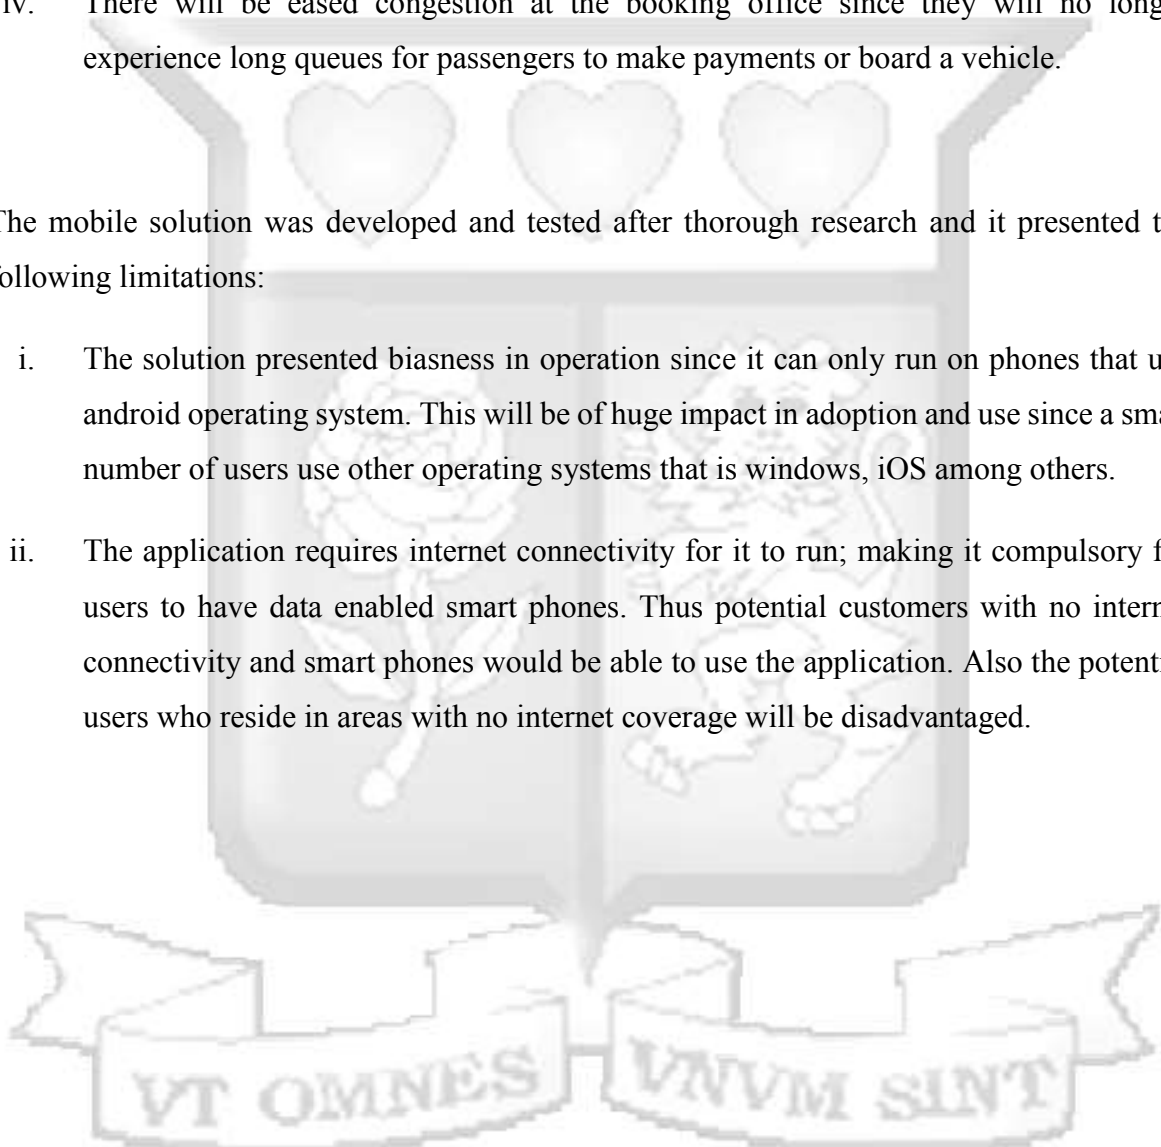 iv. There will be eased congestion at the booking office since they will no long
experience long queues for passengers to make payments or board a vehicle.
The mobile solution was developed and tested after thorough research and it presented t
following limitations:
i. The solution presented biasness in operation since it can only run on phones that u
android operating system. This will be of huge impact in adoption and use since a sma
number of users use other operating systems that is windows, iOS among others.
ii. The application requires internet connectivity for it to run; making it compulsory f
users to have data enabled smart phones. Thus potential customers with no intern
connectivity and smart phones would be able to use the application. Also the potenti
users who reside in areas with no internet coverage will be disadvantaged.
VT OMNES VNVM SINT